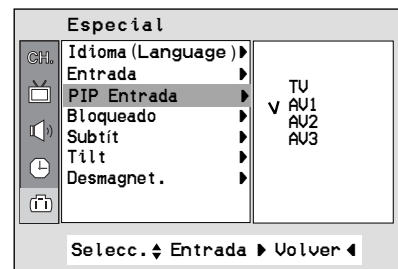 Especial
CH.
Idioma (Language)
Entrada
PIP Entrada
Bloqueado
Subtít
Tilt
Desmagnet.
TV
AV1
AV2
AV3
Selecc. Entrada Volver